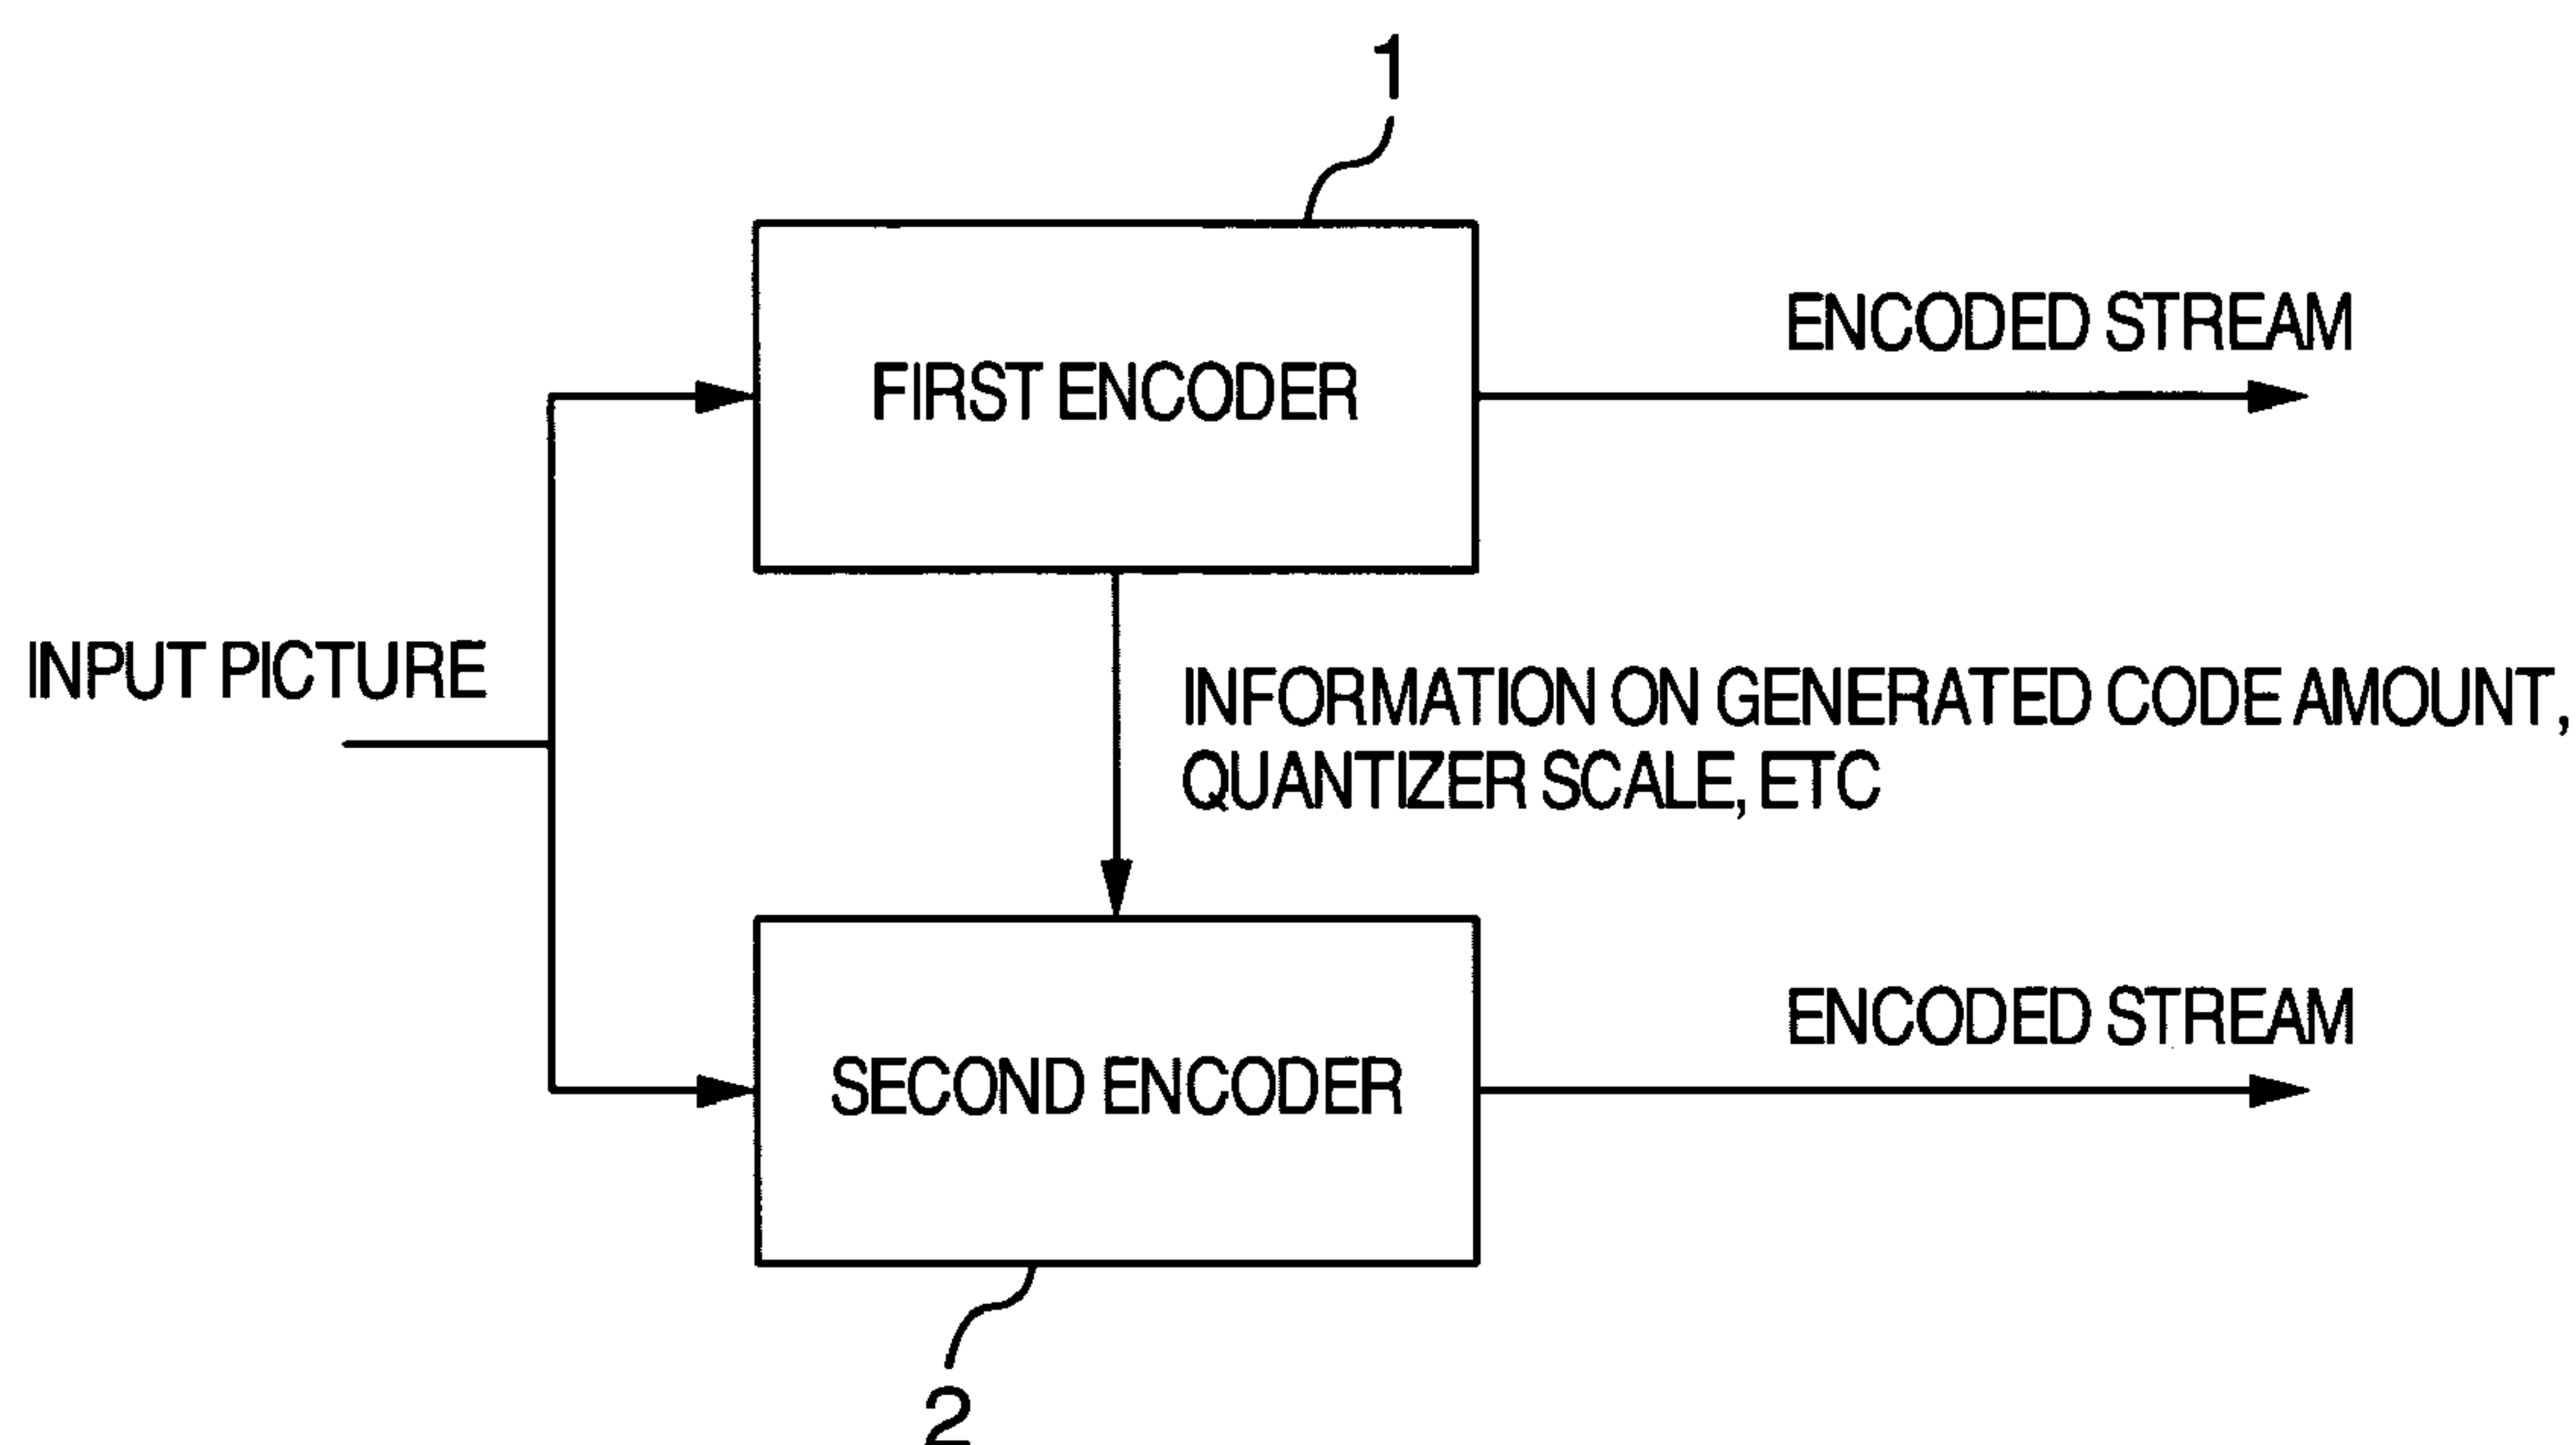 1
ENCODED STREAM
FIRST ENCODER
INPUT PICTURE
INFORMATION ON GENERATED CODE AMOUNT,
QUANTIZER SCALE, ETC
ENCODED STREAM
SECOND ENCODER
2